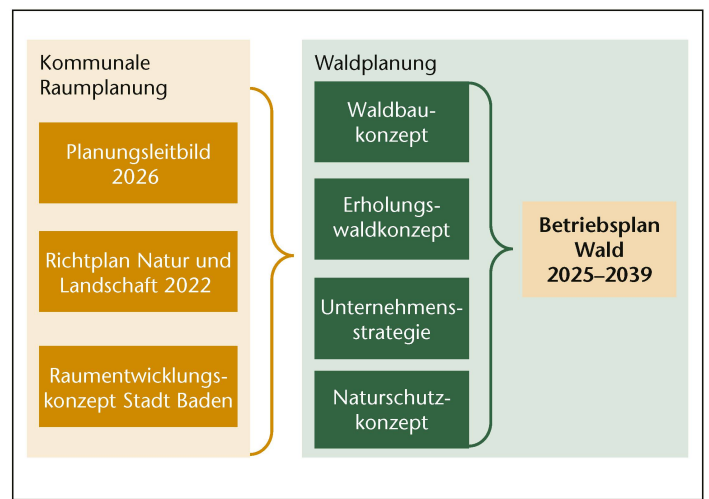 Kommunale
Raumplanung
Planungsleitbild
2026
Richtplan Natur und
Landschaft 2022
Raumentwicklungs-
konzept Stadt Baden
Waldplanung
Waldbau-
konzept
Erholungs-
waldkonzept
Unternehmens-
strategie
Naturschutz-
konzept
Betriebsplan
Wald
2025–2039